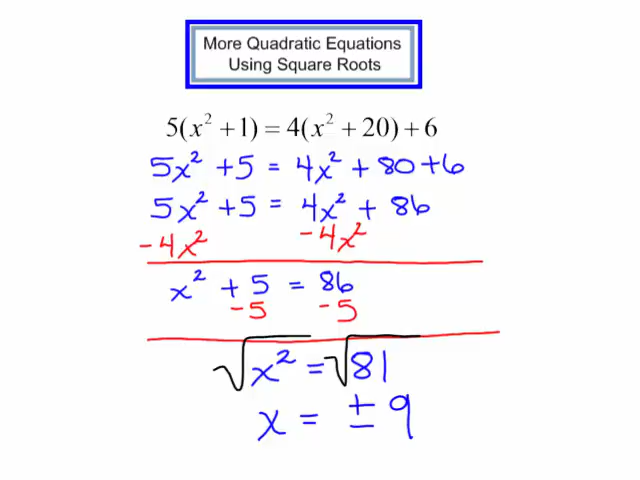 More Quadratic Equations
Using Square Roots
5(x² + 1) = 4(x² + 20) + 6
5x² + 5 = 4x² + 80 + 6
5x² + 5 = 4x² + 86
- 4x² - 4x²
x² + 5 = 86
- 5 - 5
√x² = √81
x = ± 9